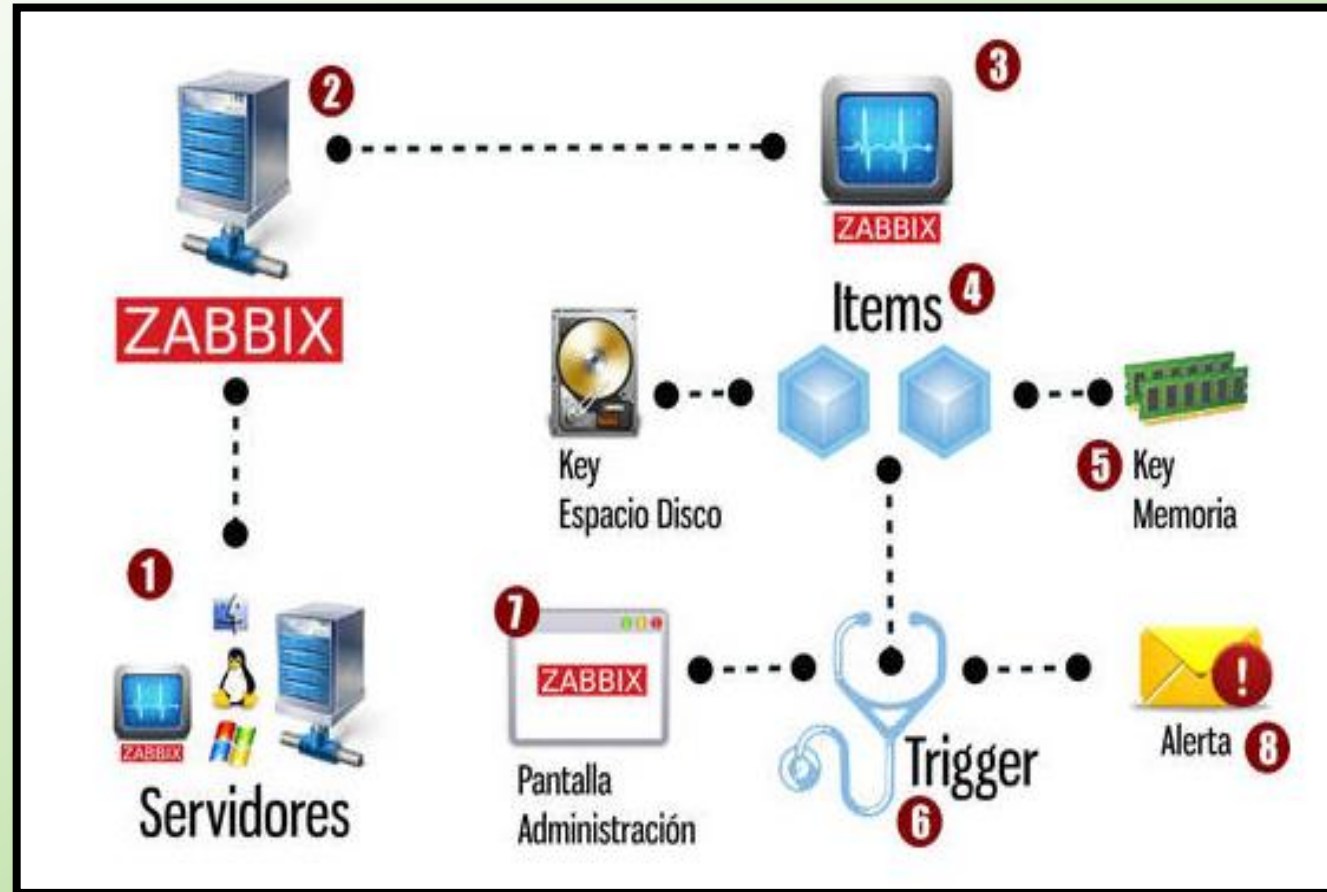 2
3
ZABBIX
ZABBIX
Items 4
Key
Espacio Disco
5 Key
Memoria
1
ZABBIX
Servidores
7
ZABBIX
Pantalla
Administración
Trigger
6
!
Alerta 8